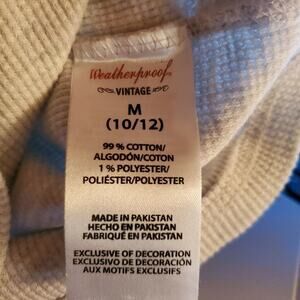 Weatherproof
VINTAGE
M
(10/12)
99% COTTON/
ALGODÓN/COTON
1% POLYESTER/
POLIÉSTER/POLYESTER
MADE IN PAKISTAN
HECHO EN PAKISTAN
FABRIQUÉ EN PAKISTAN
EXCLUSIVE OF DECORATION
EXCLUSIVO DE DECORACIÓN
AUX MOTIFS EXCLUSIFS